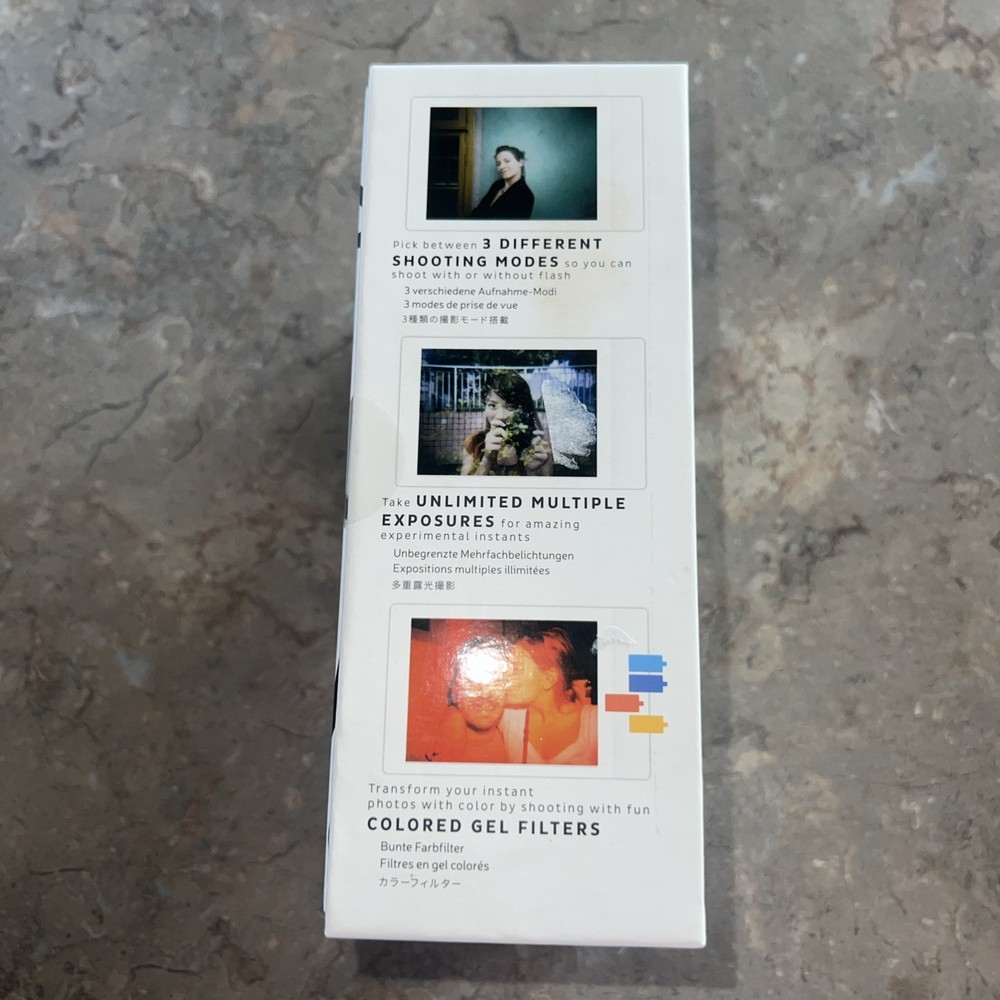 Pick between 3 DIFFERENT
SHOOTING MODES so you can
shoot with or without flash
3 verschiedene Aufnahme-Modi
3 modes de prise de vue
3種類の撮影モード搭載
Take UNLIMITED MULTIPLE
EXPOSURES for amazing
experimental instants
Unbegrenzte Mehrfachbelichtungen
Expositions multiples illimitées
多重露光撮影
Transform your instant
photos with color by shooting with fun
COLORED GEL FILTERS
Bunte Farbfilter
Filtres en gel colorés
カラーフィルター